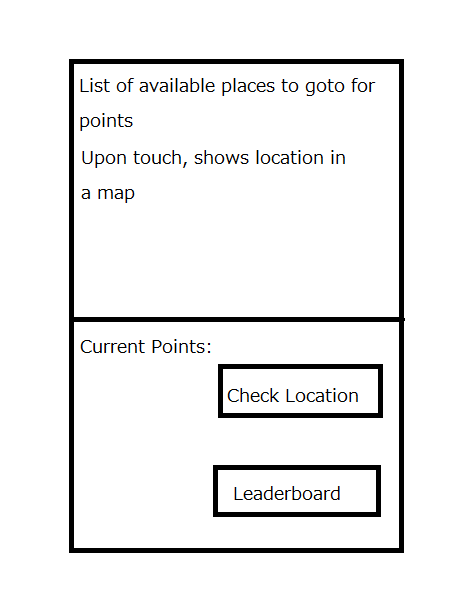 List of available places to goto for
points
Upon touch, shows location in
a map
Current Points:
Check Location
Leaderboard